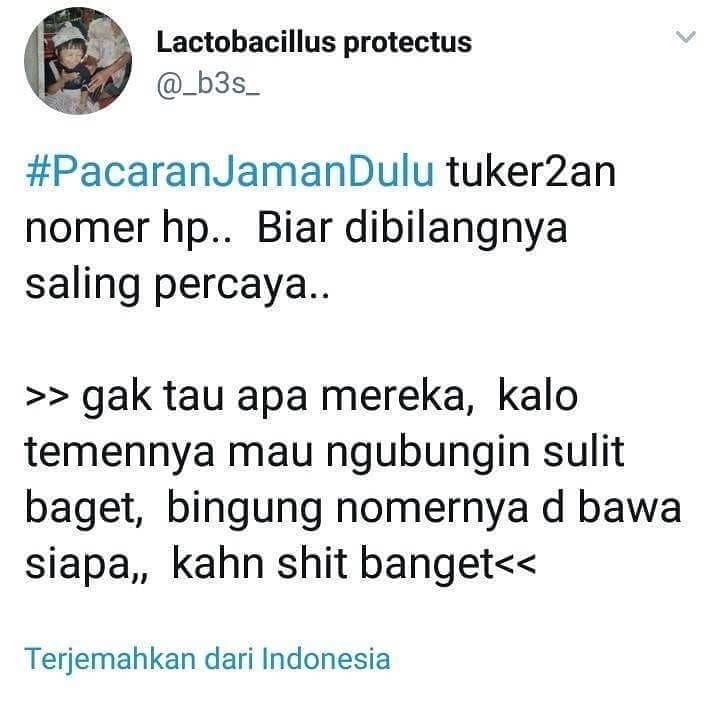 Lactobacillus protectus
@_b3s_
#PacaranJamanDulu tuker2an
nomer hp..  Biar dibilangnya
saling percaya..
>> gak tau apa mereka,  kalo
temennya mau ngubungin sulit
baget,  bingung nomernya d bawa
siapa,,  kahn shit banget<<
Terjemahkan dari Indonesia